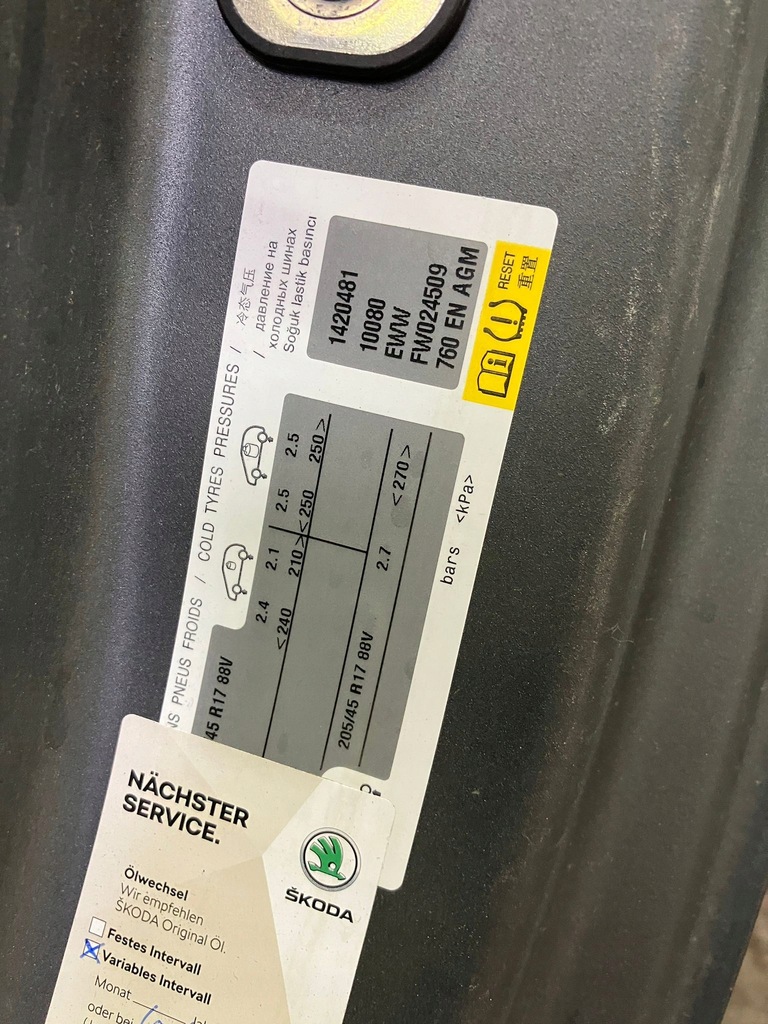 NS PNEUS FROIDS / COLD TYRES PRESSURES / 冷态气压
/ давление на
холодных шинах
Soğuk lastik basıncı
1420481
10080
EWW
FW024509
760 EN AGM
RESET
重置
45 R17 88V
2.4 2.1 2.5 2.5
<240 210> <250 250>
205/45 R17 88V 2.7 <270>
bars <kPa>
NÄCHSTER
SERVICE.
ŠKODA
Ölwechsel
Wir empfehlen
ŠKODA Original Öl.
Festes Intervall
Variables Intervall
Monat
oder bei